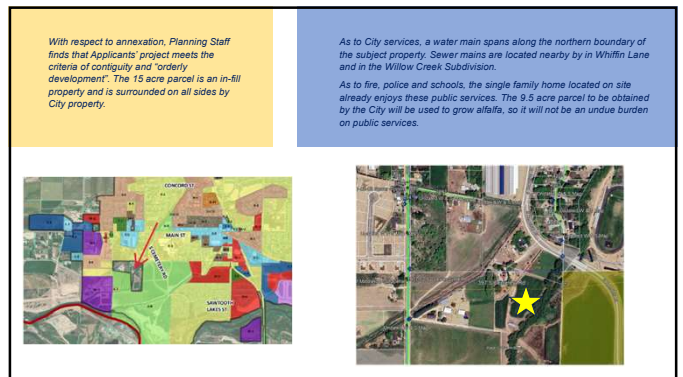 With respect to annexation, Planning Staff
finds that Applicants' project meets the
criteria of contiguity and "orderly
development". The 15 acre parcel is an in-fill
property and is surrounded on all sides by
City property.
As to City services, a water main spans along the northern boundary of
the subject property. Sewer mains are located nearby by in Whiffin Lane
and in the Willow Creek Subdivision.
As to fire, police and schools, the single family home located on site
already enjoys these public services. The 9.5 acre parcel to be obtained
by the City will be used to grow alfalfa, so it will not be an undue burden
on public services.
CONCORD ST
MAIN ST
S CEMETERY RD
SAWTOOTH
LAKES ST